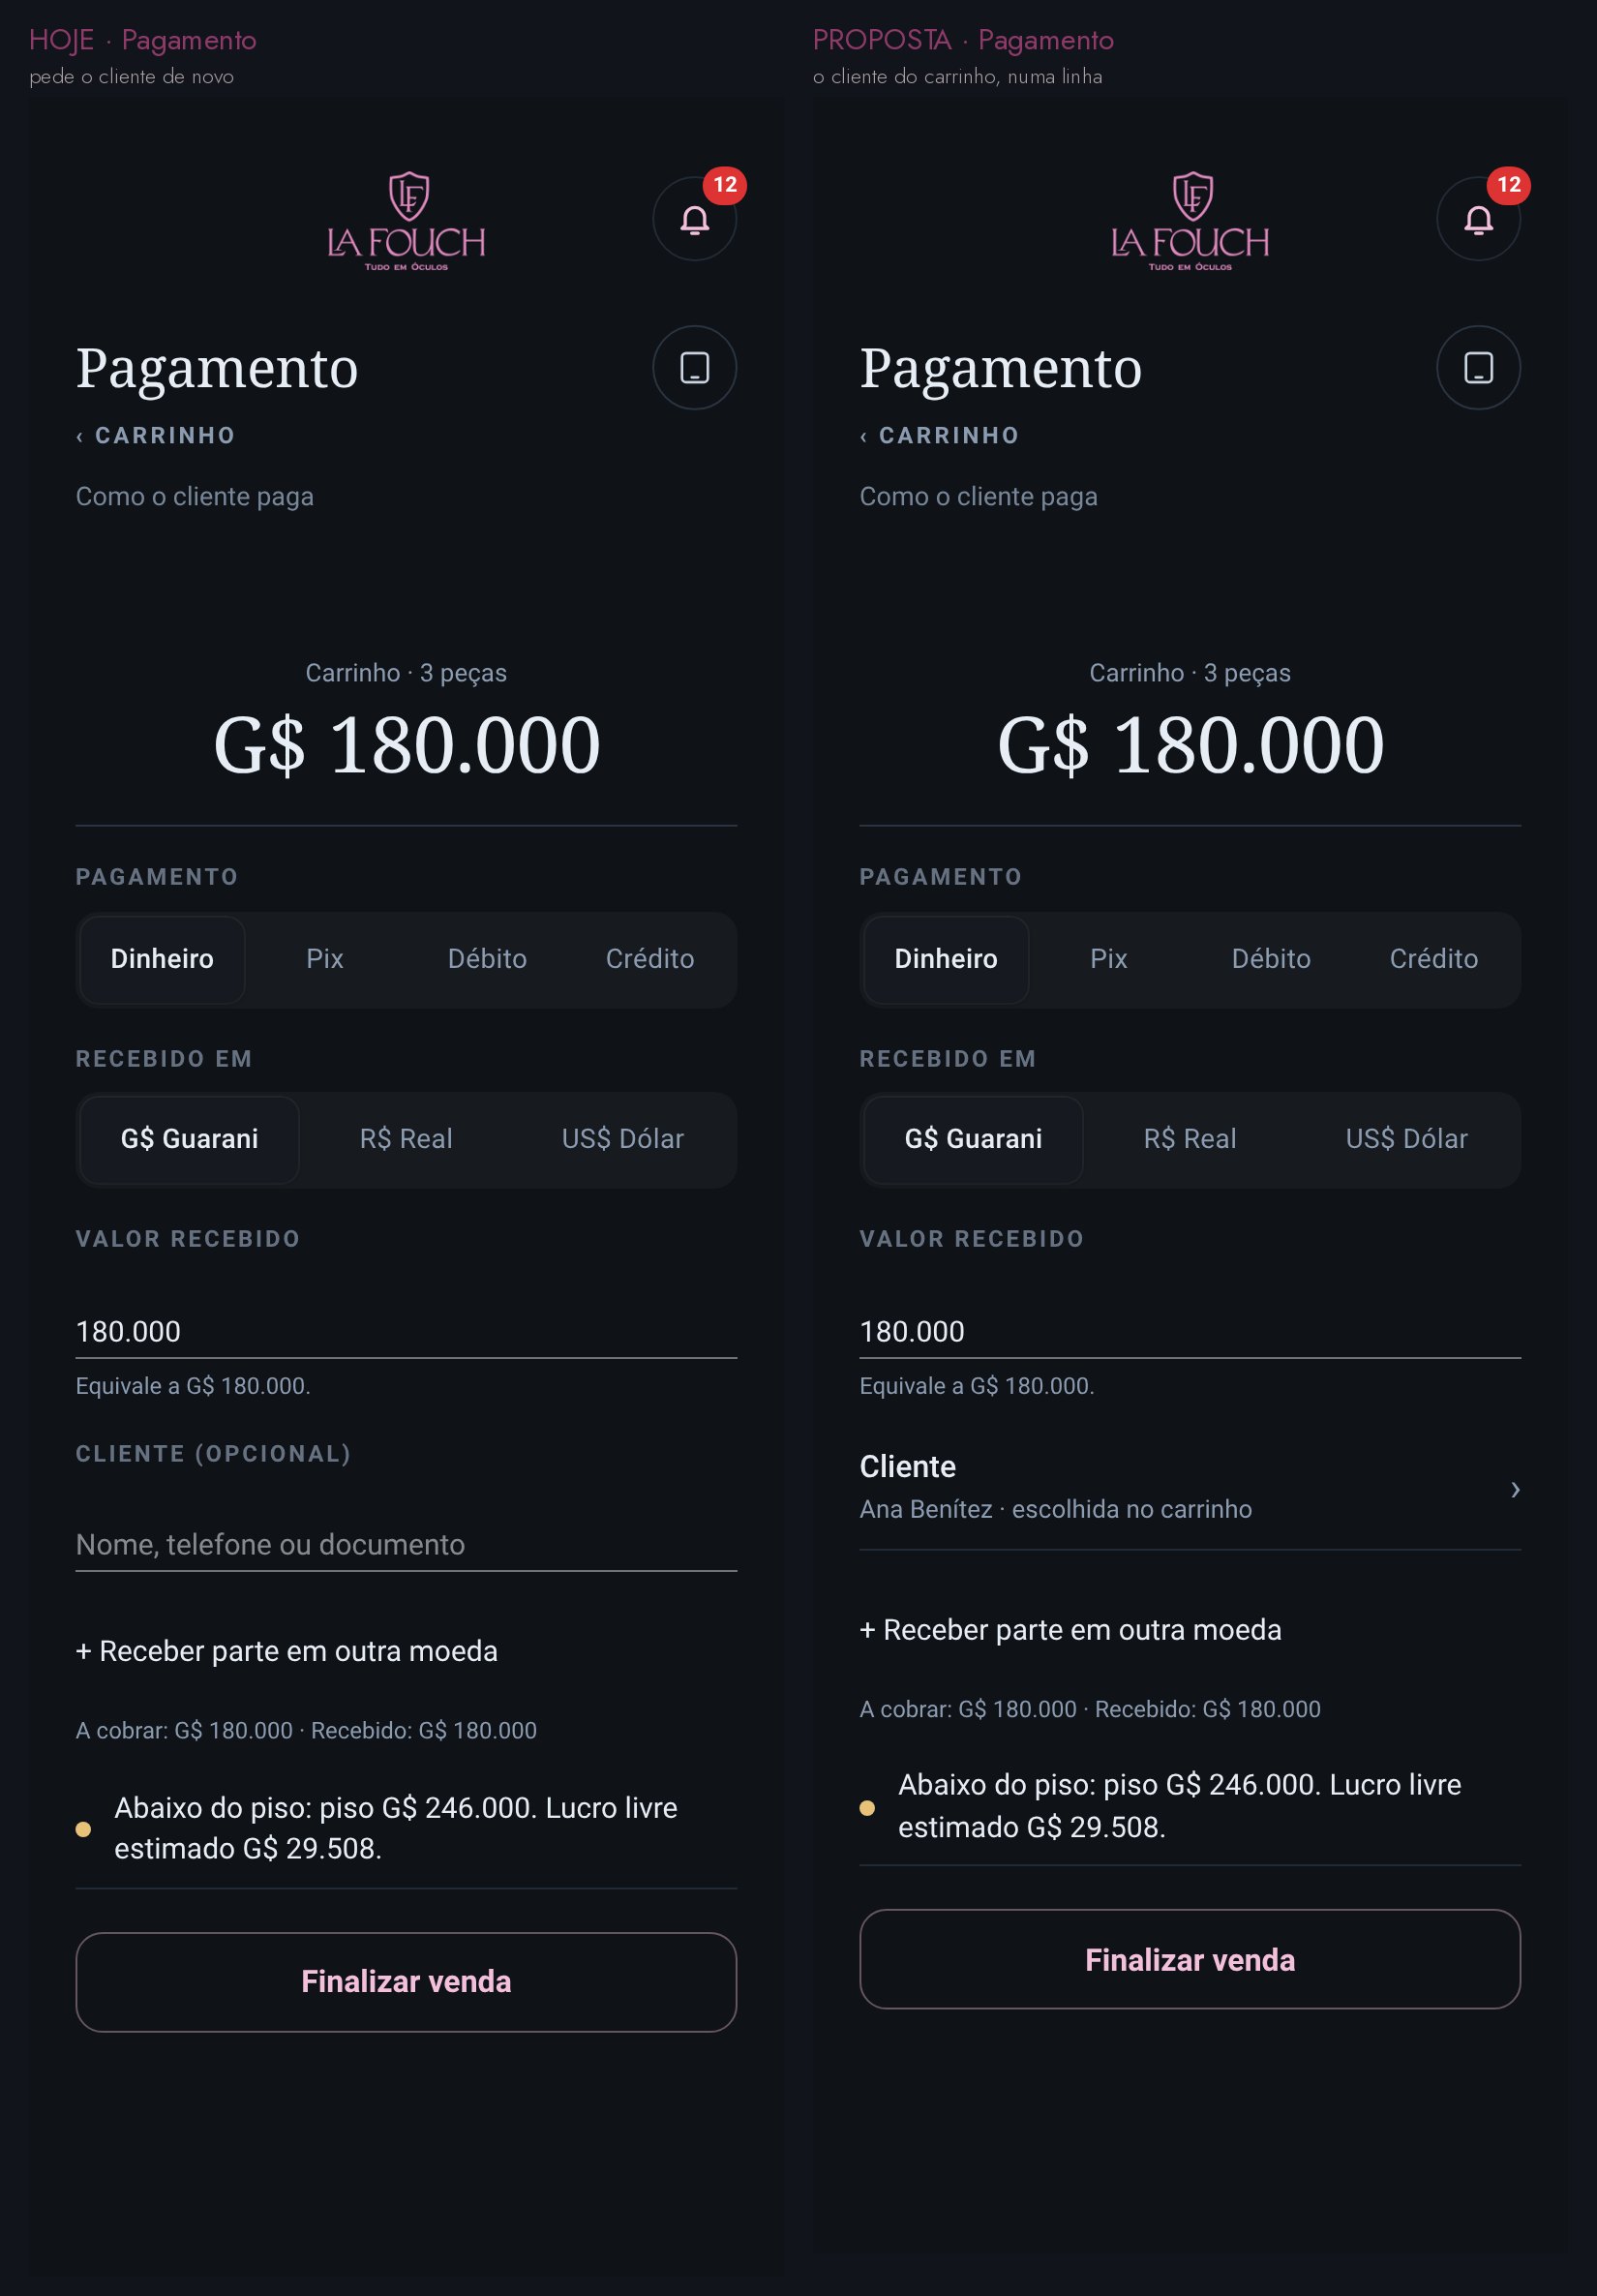 HOJE · Pagamento
pede o cliente de novo
12
LF
LA FOUCH
TUDO EM ÓCULOS
Pagamento
‹ CARRINHO
Como o cliente paga
Carrinho · 3 peças
G$ 180.000
PAGAMENTO
Dinheiro Pix Débito Crédito
RECEBIDO EM
G$ Guarani R$ Real US$ Dólar
VALOR RECEBIDO
180.000
Equivale a G$ 180.000.
CLIENTE (OPCIONAL)
Nome, telefone ou documento
+ Receber parte em outra moeda
A cobrar: G$ 180.000 · Recebido: G$ 180.000
Abaixo do piso: piso G$ 246.000. Lucro livre
estimado G$ 29.508.
Finalizar venda
PROPOSTA · Pagamento
o cliente do carrinho, numa linha
12
LF
LA FOUCH
TUDO EM ÓCULOS
Pagamento
‹ CARRINHO
Como o cliente paga
Carrinho · 3 peças
G$ 180.000
PAGAMENTO
Dinheiro Pix Débito Crédito
RECEBIDO EM
G$ Guarani R$ Real US$ Dólar
VALOR RECEBIDO
180.000
Equivale a G$ 180.000.
Cliente
Ana Benítez · escolhida no carrinho ›
+ Receber parte em outra moeda
A cobrar: G$ 180.000 · Recebido: G$ 180.000
Abaixo do piso: piso G$ 246.000. Lucro livre
estimado G$ 29.508.
Finalizar venda